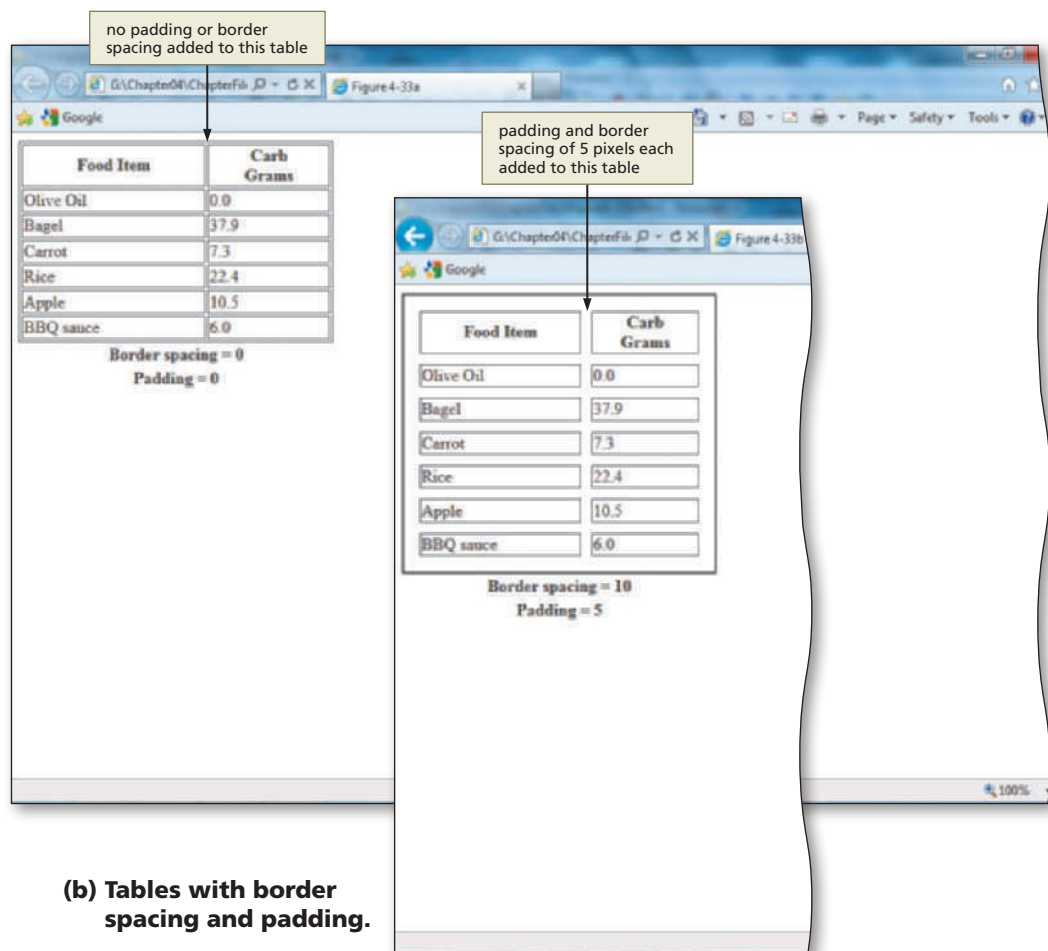 no padding or border
spacing added to this table
G:\Chapter04\ChapterFil
Figure 4-33a
Google
Page
Safety
Tools
Food Item
Carb
Grams
Olive Oil
0.0
Bagel
37.9
Carrot
7.3
Rice
22.4
Apple
10.5
BBQ sauce
6.0
Border spacing = 0
Padding = 0
padding and border
spacing of 5 pixels each
added to this table
G:\Chapter04\ChapterFil
Figure 4-33b
Google
Food Item
Carb
Grams
Olive Oil
0.0
Bagel
37.9
Carrot
7.3
Rice
22.4
Apple
10.5
BBQ sauce
6.0
Border spacing = 10
Padding = 5
100%
(b) Tables with border
spacing and padding.